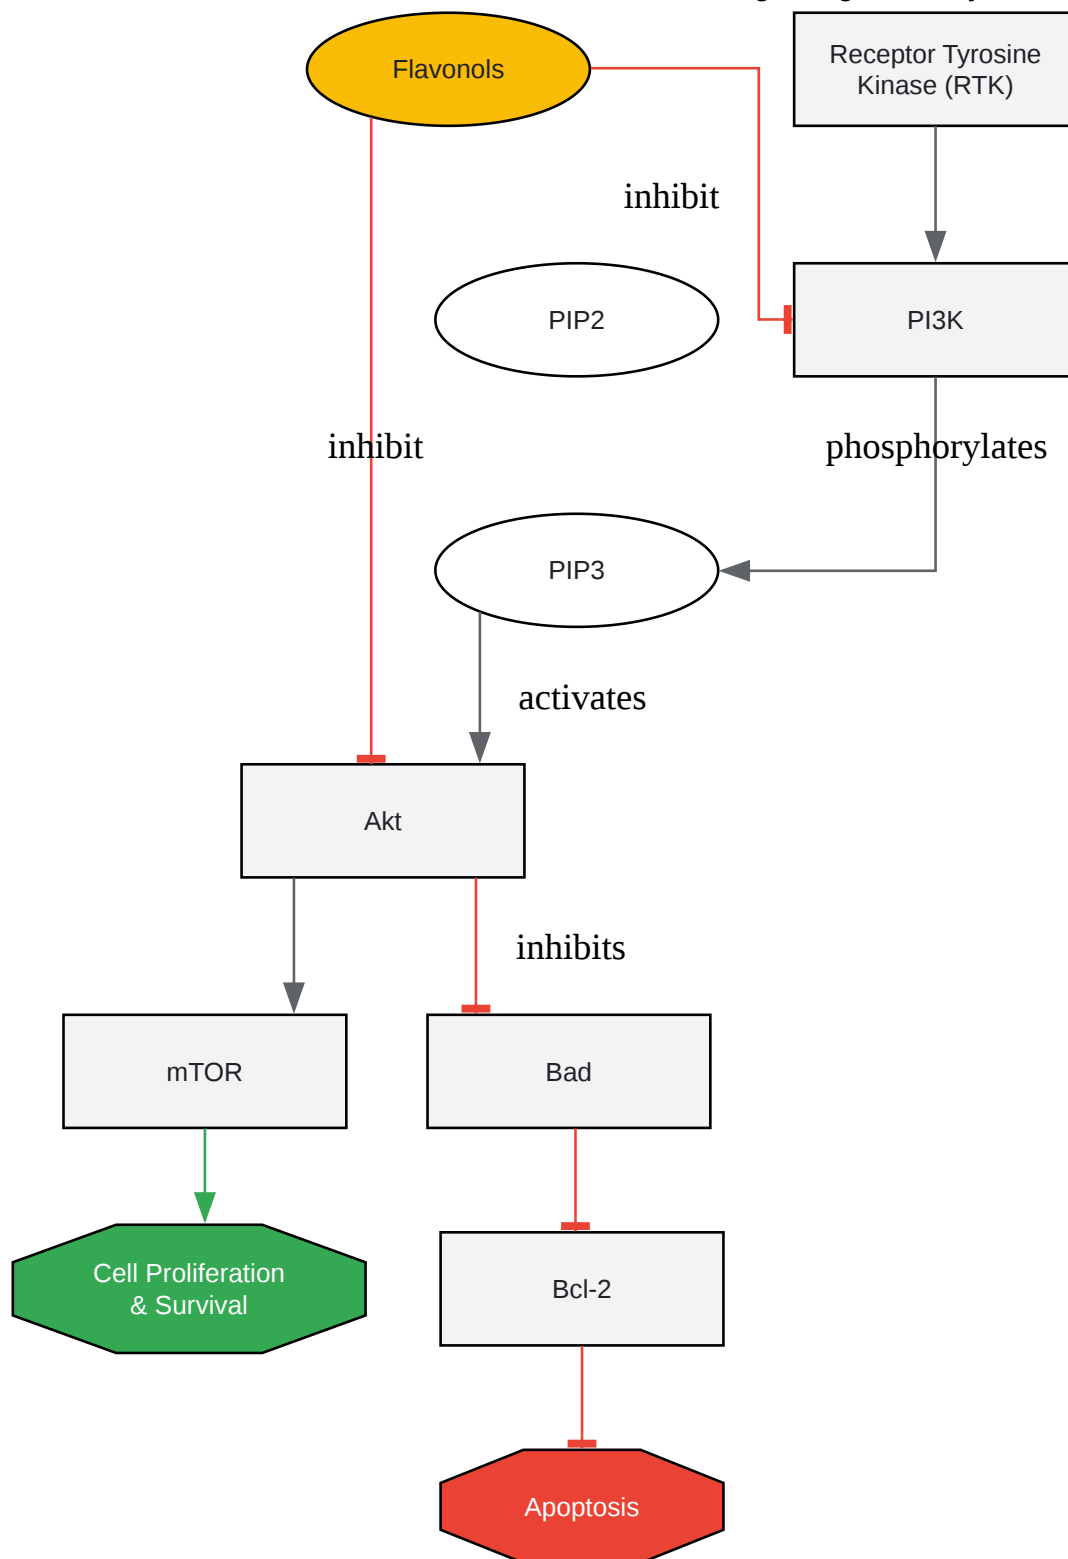 Flavonols
Receptor Tyrosine
Kinase (RTK)
inhibit
PIP2
PI3K
inhibit
phosphorylates
PIP3
activates
Akt
inhibits
mTOR
Bad
Cell Proliferation
& Survival
Bcl-2
Apoptosis